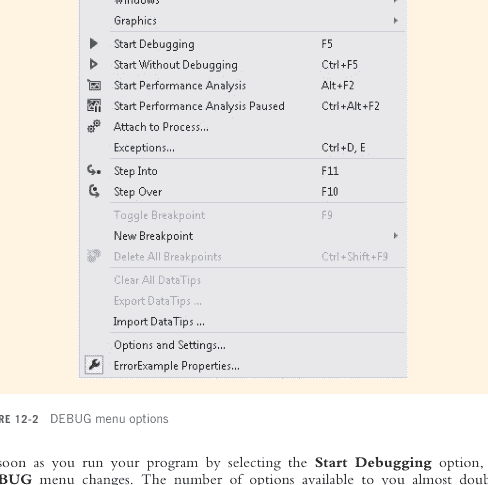 Windows
Graphics
Start Debugging F5
Start Without Debugging Ctrl+F5
Start Performance Analysis Alt+F2
Start Performance Analysis Paused Ctrl+Alt+F2
Attach to Process...
Exceptions... Ctrl+D, E
Step Into F11
Step Over F10
Toggle Breakpoint F9
New Breakpoint
Delete All Breakpoints Ctrl+Shift+F9
Clear All DataTips
Export DataTips ...
Import DataTips ...
Options and Settings...
ErrorExample Properties...
RE 12-2 DEBUG menu options
soon as you run your program by selecting the Start Debugging option,
BUG menu changes. The number of options available to you almost doub